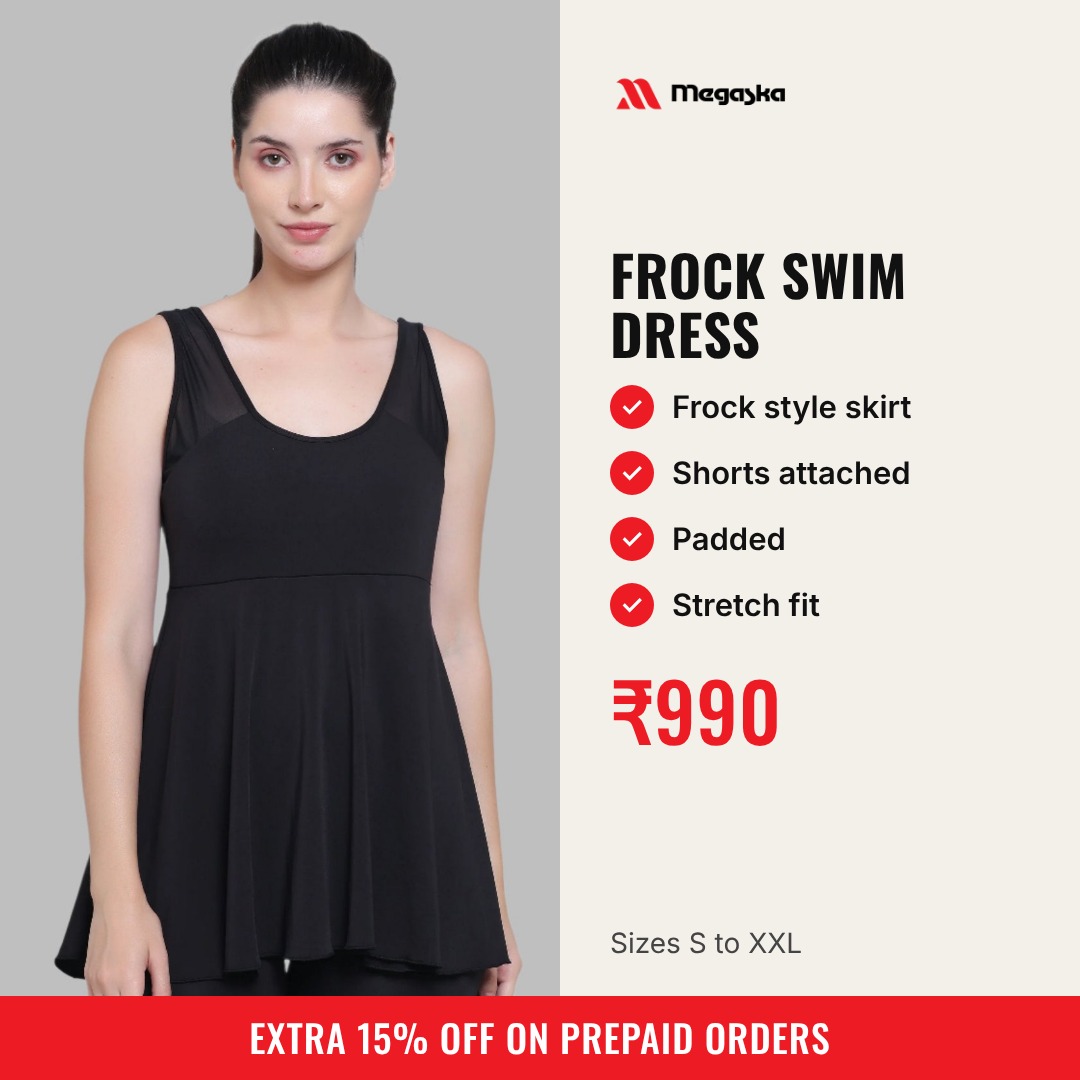 Megaska
FROCK SWIM
DRESS
Frock style skirt
Shorts attached
Padded
Stretch fit
₹990
Sizes S to XXL
EXTRA 15% OFF ON PREPAID ORDERS